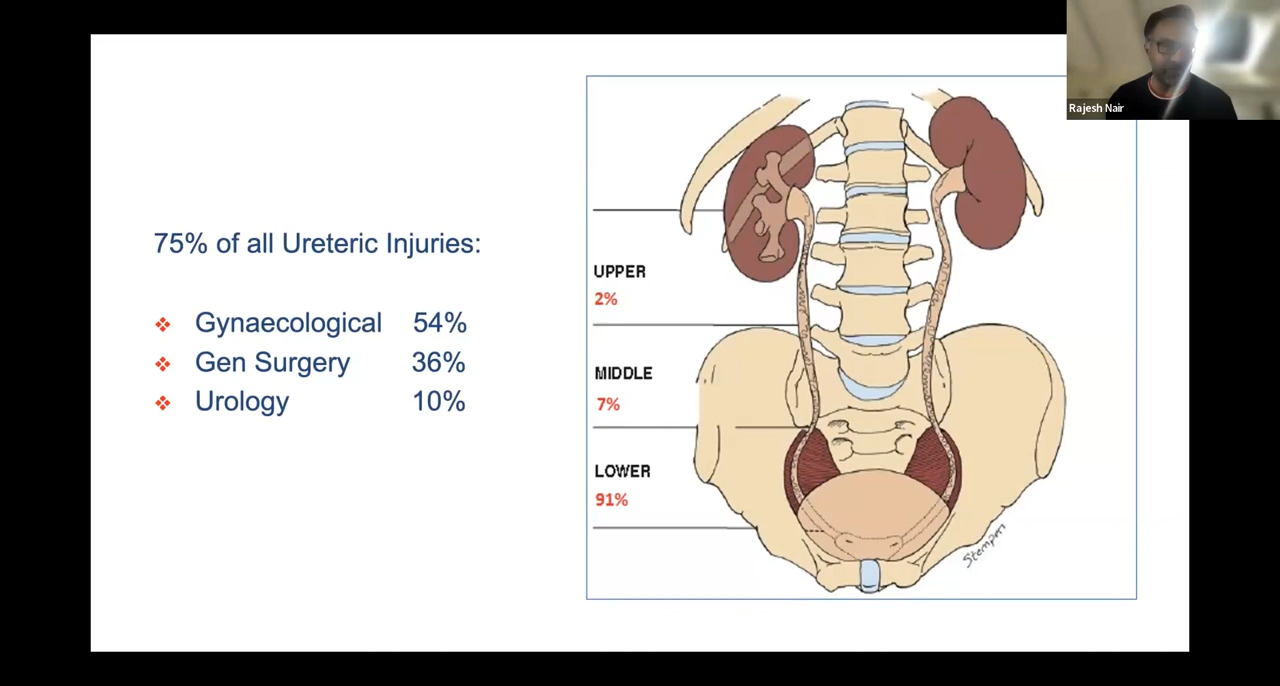 75% of all Ureteric Injuries:
Gynaecological 54%
Gen Surgery 36%
Urology 10%
UPPER
2%
MIDDLE
7%
LOWER
91%
Rajesh Nair